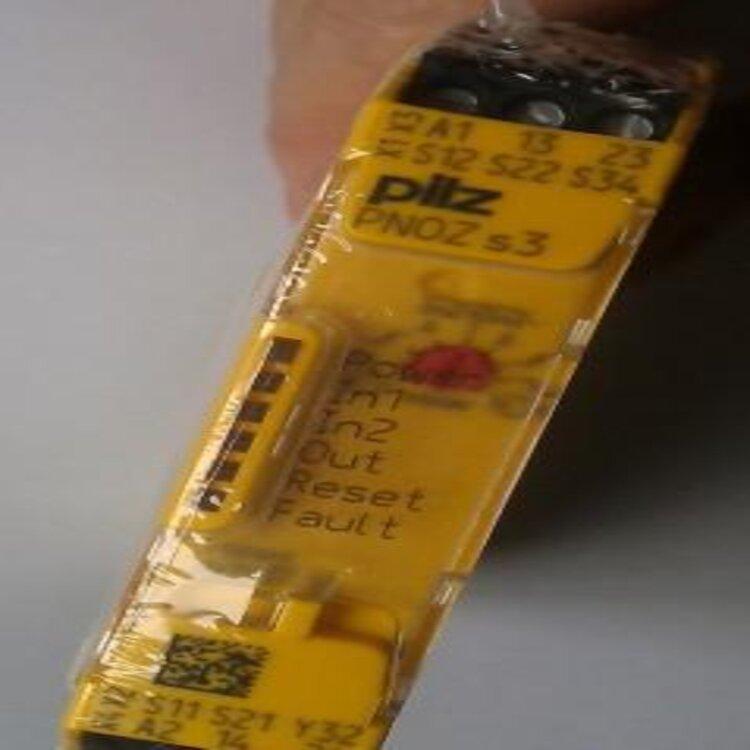 A1 13 23
S12 S22 S34
pilz
PNOZ s3
Power
In1
In2
Out
Reset
Fault
S11 S21 Y32
A2 14